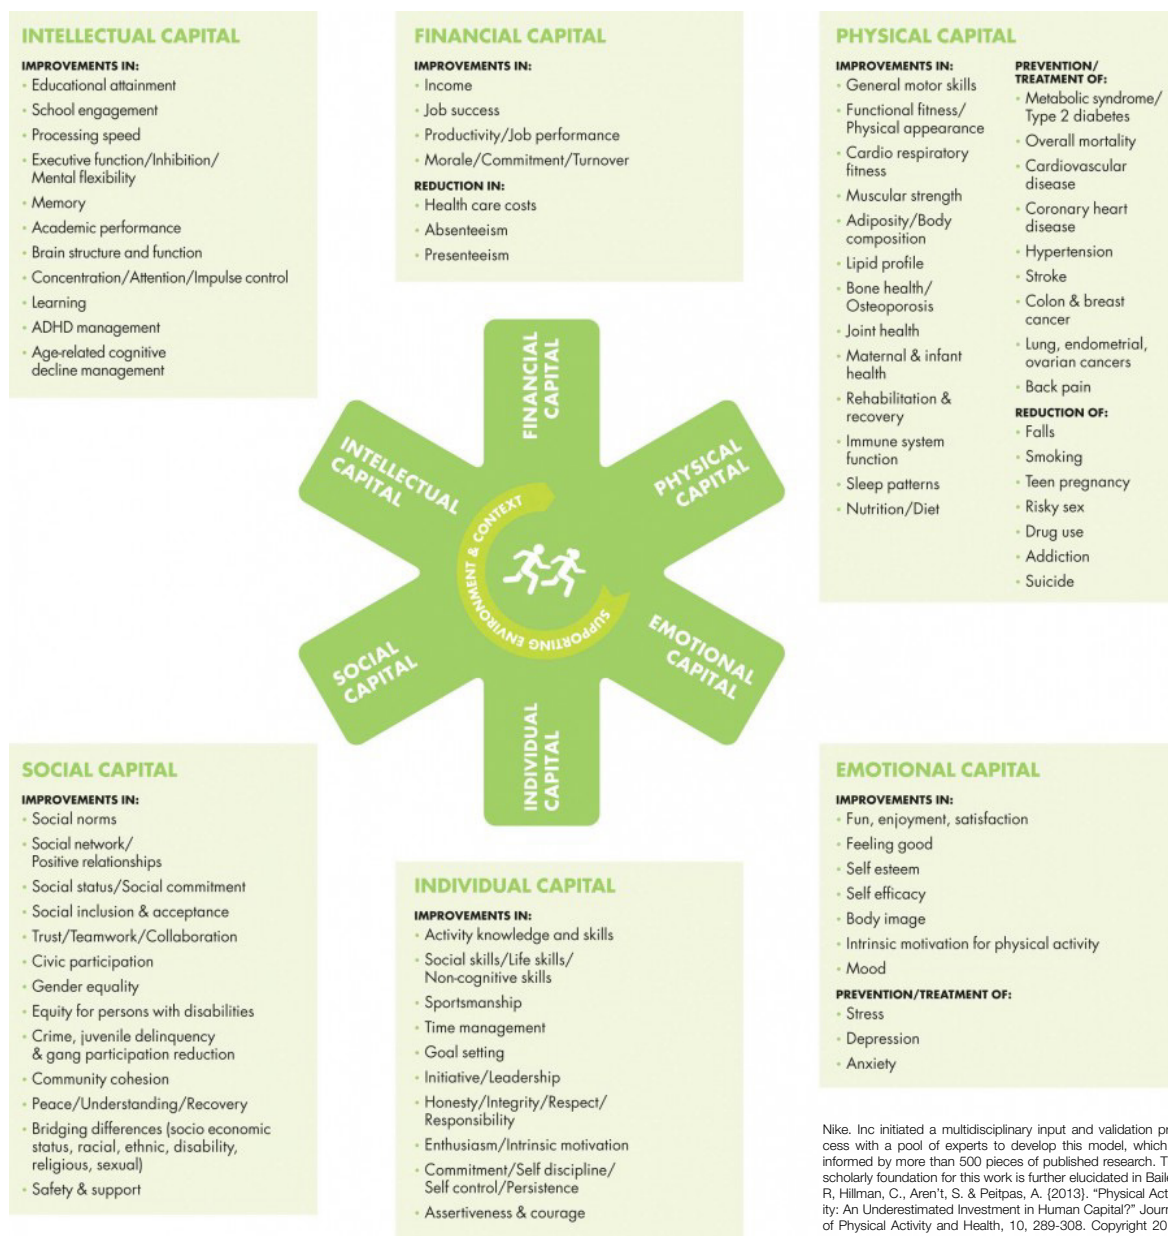 INTELLECTUAL CAPITAL
IMPROVEMENTS IN:
• Educational attainment
• School engagement
• Processing speed
• Executive function/Inhibition/
Mental flexibility
• Memory
• Academic performance
• Brain structure and function
• Concentration/Attention/Impulse control
• Learning
• ADHD management
• Age-related cognitive
decline management
FINANCIAL CAPITAL
IMPROVEMENTS IN:
• Income
• Job success
• Productivity/Job performance
• Morale/Commitment/Turnover
REDUCTION IN:
• Health care costs
• Absenteeism
• Presenteeism
PHYSICAL CAPITAL
IMPROVEMENTS IN:
• General motor skills
• Functional fitness/
Physical appearance
• Cardio respiratory
fitness
• Muscular strength
• Adiposity/Body
composition
• Lipid profile
• Bone health/
Osteoporosis
• Joint health
• Maternal & infant
health
• Rehabilitation &
recovery
• Immune system
function
• Sleep patterns
• Nutrition/Diet
PREVENTION/
TREATMENT OF:
• Metabolic syndrome/
Type 2 diabetes
• Overall mortality
• Cardiovascular
disease
• Coronary heart
disease
• Hypertension
• Stroke
• Colon & breast
cancer
• Lung, endometrial,
ovarian cancers
• Back pain
REDUCTION OF:
• Falls
• Smoking
• Teen pregnancy
• Risky sex
• Drug use
• Addiction
• Suicide
FINANCIAL
CAPITAL
INTELLECTUAL
CAPITAL
PHYSICAL
CAPITAL
SUPPORTING ENVIRONMENT & CONTEXT
SOCIAL
CAPITAL
EMOTIONAL
CAPITAL
INDIVIDUAL
CAPITAL
SOCIAL CAPITAL
IMPROVEMENTS IN:
• Social norms
• Social network/
Positive relationships
• Social status/Social commitment
• Social inclusion & acceptance
• Trust/Teamwork/Collaboration
• Civic participation
• Gender equality
• Equity for persons with disabilities
• Crime, juvenile delinquency
& gang participation reduction
• Community cohesion
• Peace/Understanding/Recovery
• Bridging differences (socio economic
status, racial, ethnic, disability,
religious, sexual)
• Safety & support
INDIVIDUAL CAPITAL
IMPROVEMENTS IN:
• Activity knowledge and skills
• Social skills/Life skills/
Non-cognitive skills
• Sportsmanship
• Time management
• Goal setting
• Initiative/Leadership
• Honesty/Integrity/Respect/
Responsibility
• Enthusiasm/Intrinsic motivation
• Commitment/Self discipline/
Self control/Persistence
• Assertiveness & courage
EMOTIONAL CAPITAL
IMPROVEMENTS IN:
• Fun, enjoyment, satisfaction
• Feeling good
• Self esteem
• Self efficacy
• Body image
• Intrinsic motivation for physical activity
• Mood
PREVENTION/TREATMENT OF:
• Stress
• Depression
• Anxiety
Nike. Inc initiated a multidisciplinary input and validation pr
cess with a pool of experts to develop this model, which
informed by more than 500 pieces of published research. T
scholarly foundation for this work is further elucidated in Baile
R, Hillman, C., Aren't, S. & Peitpas, A. {2013}. "Physical Act
ity: An Underestimated Investment in Human Capital?" Journ
of Physical Activity and Health, 10, 289-308. Copyright 20